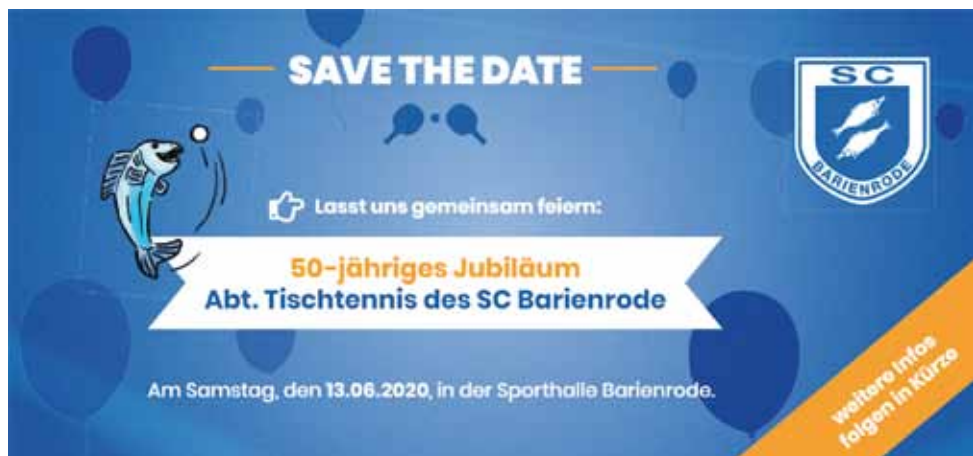 SAVE THE DATE
SC
BARIENRODE
Lasst uns gemeinsam feiern:
50-jähriges Jubiläum
Abt. Tischtennis des SC Barienrode
Am Samstag, den 13.06.2020, in der Sporthalle Barienrode.
weitere Infos
folgen in Kürze